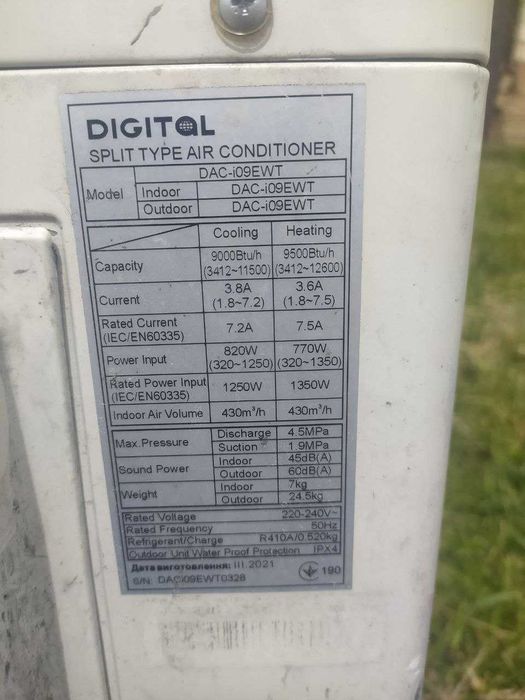 DIGITAL
SPLIT TYPE AIR CONDITIONER
Model DAC-i09EWT
Indoor DAC-i09EWT
Outdoor DAC-i09EWT
Cooling Heating
Capacity 9000Btu/h (3412~11500) 9500Btu/h (3412~12600)
Current 3.8A (1.8~7.2) 3.6A (1.8~7.5)
Rated Current (IEC/EN60335) 7.2A 7.5A
Power Input 820W (320~1250) 770W (320~1350)
Rated Power Input (IEC/EN60335) 1250W 1350W
Indoor Air Volume 430m³/h 430m³/h
Max.Pressure Discharge 4.5MPa
Suction 1.9MPa
Sound Power Indoor 45dB(A)
Outdoor 60dB(A)
Weight Indoor 7kg
Outdoor 24.5kg
Rated Voltage 220-240V~
Rated Frequency 50Hz
Refrigerant/Charge R410A/0.520kg
Outdoor Unit Water Proof Protection IPX4
Дата виготовлення: III.2021
190
S/N: DACi09EWT0328